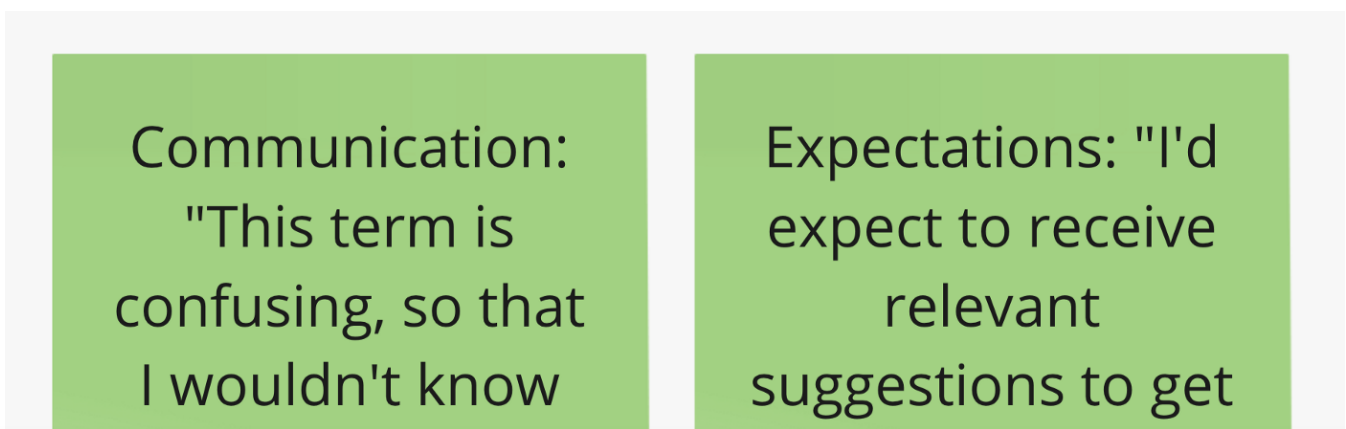 Communication:
"This term is
confusing, so that
I wouldn't know
Expectations: "I'd
expect to receive
relevant
suggestions to get